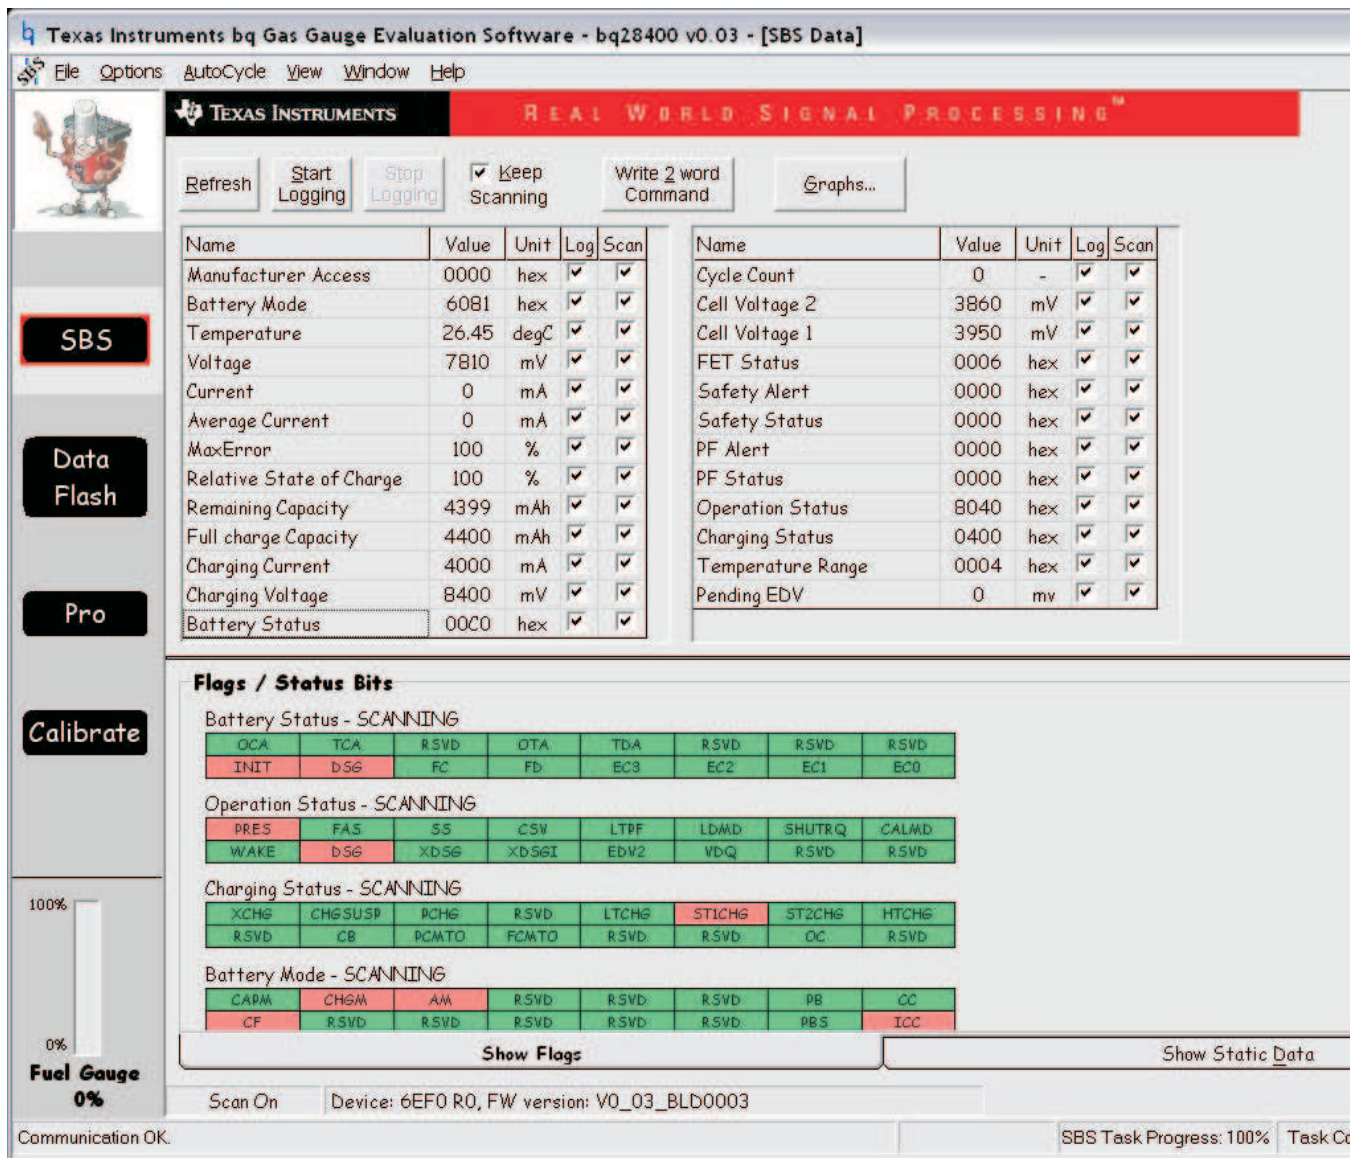 Texas Instruments bq Gas Gauge Evaluation Software - bq28400 v0.03 - [SBS Data]
SBS File Options AutoCycle View Window Help
TEXAS INSTRUMENTS REAL WORLD SIGNAL PROCESSING™
Refresh Start Logging Stop Logging Keep Scanning Write 2 word Command Graphs...
Name Value Unit Log Scan
Manufacturer Access 0000 hex
Battery Mode 6081 hex
Temperature 26.45 degC
Voltage 7810 mV
Current 0 mA
Average Current 0 mA
MaxError 100 %
Relative State of Charge 100 %
Remaining Capacity 4399 mAh
Full charge Capacity 4400 mAh
Charging Current 4000 mA
Charging Voltage 8400 mV
Battery Status 00C0 hex
Name Value Unit Log Scan
Cycle Count 0 -
Cell Voltage 2 3860 mV
Cell Voltage 1 3950 mV
FET Status 0006 hex
Safety Alert 0000 hex
Safety Status 0000 hex
PF Alert 0000 hex
PF Status 0000 hex
Operation Status 8040 hex
Charging Status 0400 hex
Temperature Range 0004 hex
Pending EDV 0 mv
SBS
Data
Flash
Pro
Calibrate
100%
0%
Fuel Gauge
0%
Flags / Status Bits
Battery Status - SCANNING
OCA TCA RSVD OTA TDA RSVD RSVD RSVD
INIT DSG FC FD EC3 EC2 EC1 EC0
Operation Status - SCANNING
PRES FAS SS CSV LTPF LDMD SHUTRQ CALMD
WAKE DSG XDSG XDSGI EDV2 VDQ RSVD RSVD
Charging Status - SCANNING
XCHG CHGSUSP PCHG RSVD LTCHG ST1CHG ST2CHG HTCHG
RSVD CB PCMTO FCMTO RSVD RSVD OC RSVD
Battery Mode - SCANNING
CAPM CHGM AM RSVD RSVD RSVD PB CC
CF RSVD RSVD RSVD RSVD RSVD PBS ICC
Show Flags Show Static Data
Scan On Device: 6EF0 R0, FW version: V0_03_BLD0003
Communication OK. SBS Task Progress: 100% Task Co